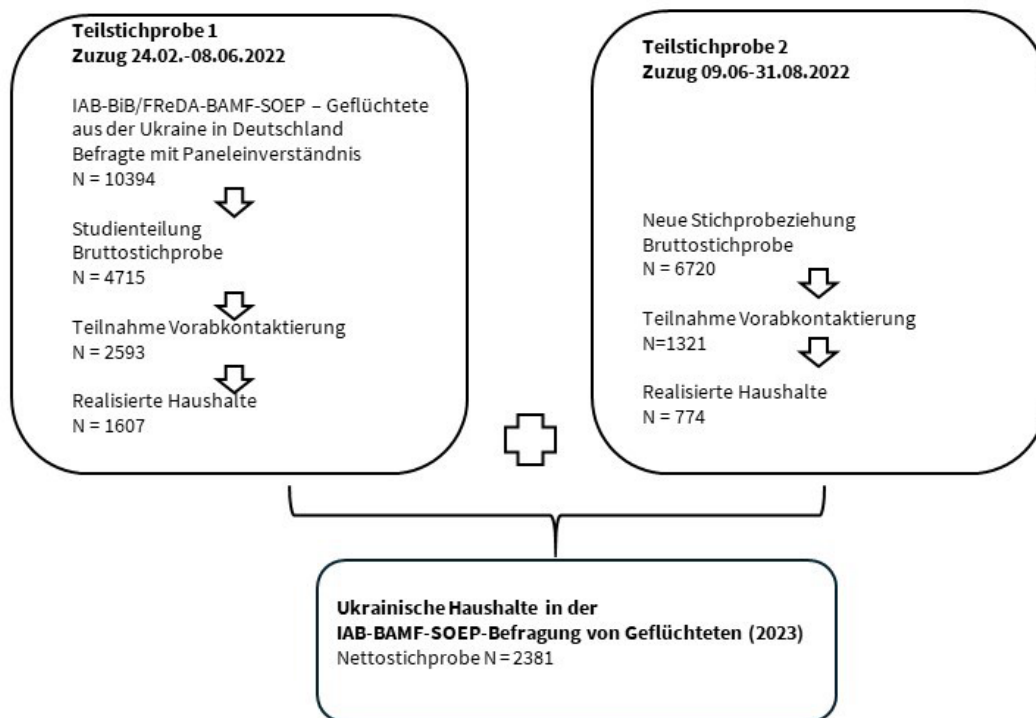 Teilstichprobe 1
Zuzug 24.02.-08.06.2022
IAB-BiB/FReDA-BAMF-SOEP – Geflüchtete
aus der Ukraine in Deutschland
Befragte mit Paneleinverständnis
N = 10394
Studienteilung
Bruttostichprobe
N = 4715
Teilnahme Vorabkontaktierung
N = 2593
Realisierte Haushalte
N = 1607
Teilstichprobe 2
Zuzug 09.06-31.08.2022
Neue Stichprobeziehung
Bruttostichprobe
N = 6720
Teilnahme Vorabkontaktierung
N=1321
Realisierte Haushalte
N = 774
Ukrainische Haushalte in der
IAB-BAMF-SOEP-Befragung von Geflüchteten (2023)
Nettostichprobe N = 2381